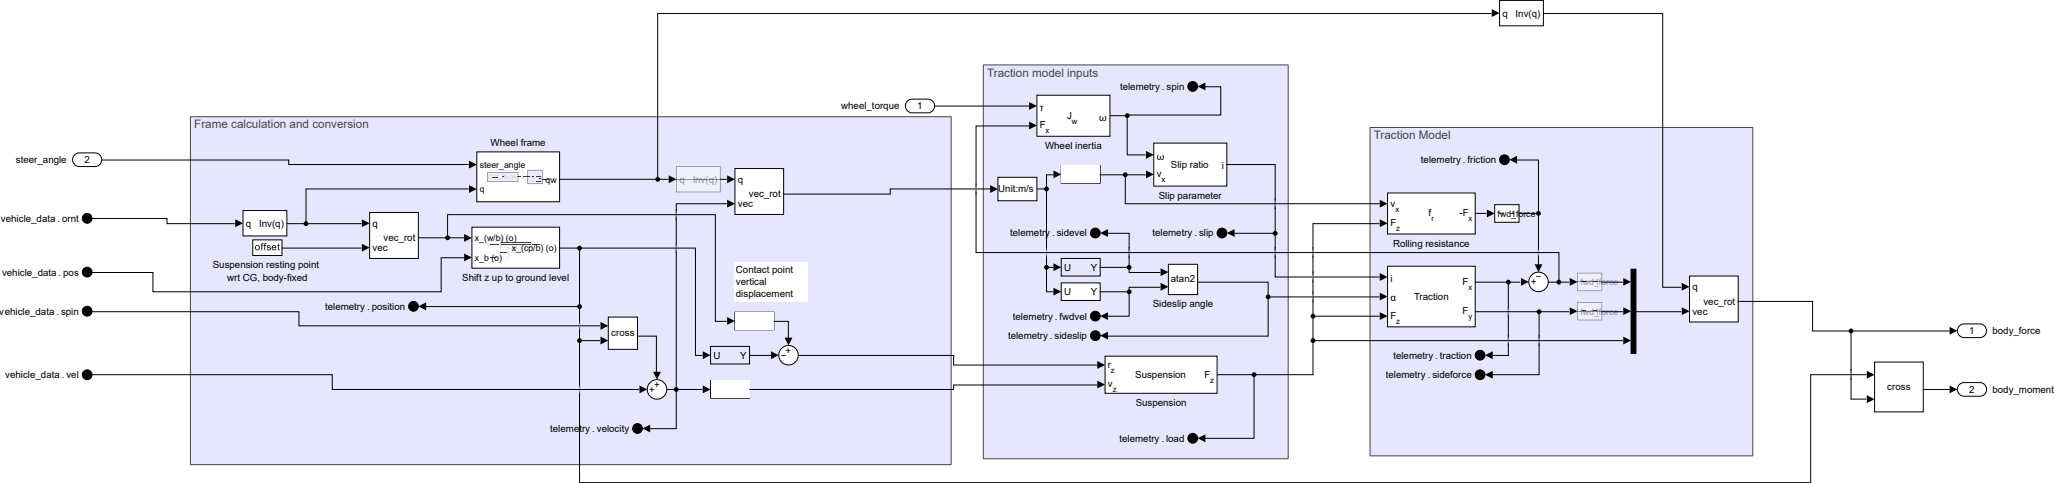 q Inv(q)
Traction model inputs
telemetry . spin
wheel_torque
1
τ
F_x
J_w
ω
Wheel inertia
Frame calculation and conversion
Traction Model
Wheel frame
steer_angle
2
steer_angle
q
qw
q Inv(q)
q
vec
vec_rot
Unit:m/s
ω
v_x
Slip ratio
i
Slip parameter
telemetry . friction
vehicle_data . ornt
q Inv(q)
q
vec
vec_rot
offset
Suspension resting point
wrt CG, body-fixed
x_(w/b) (o)
x_b (o)
x_(cp/b) (o)
Shift z up to ground level
telemetry . sidevel
telemetry . slip
v_x
F_z
f_r
-F_x
fwd_force
Rolling resistance
vehicle_data . pos
Contact point
vertical
displacement
U Y
U Y
atan2
Sideslip angle
i
α
F_z
Traction
F_x
F_y
+
−
fwd_force
fwd_force
q
vec
vec_rot
telemetry . position
vehicle_data . spin
cross
telemetry . fwdvel
telemetry . sideslip
1
body_force
U Y
+
−
telemetry . traction
telemetry . sideforce
vehicle_data . vel
+
+
r_z
v_z
Suspension
F_z
Suspension
cross
2
body_moment
telemetry . velocity
telemetry . load